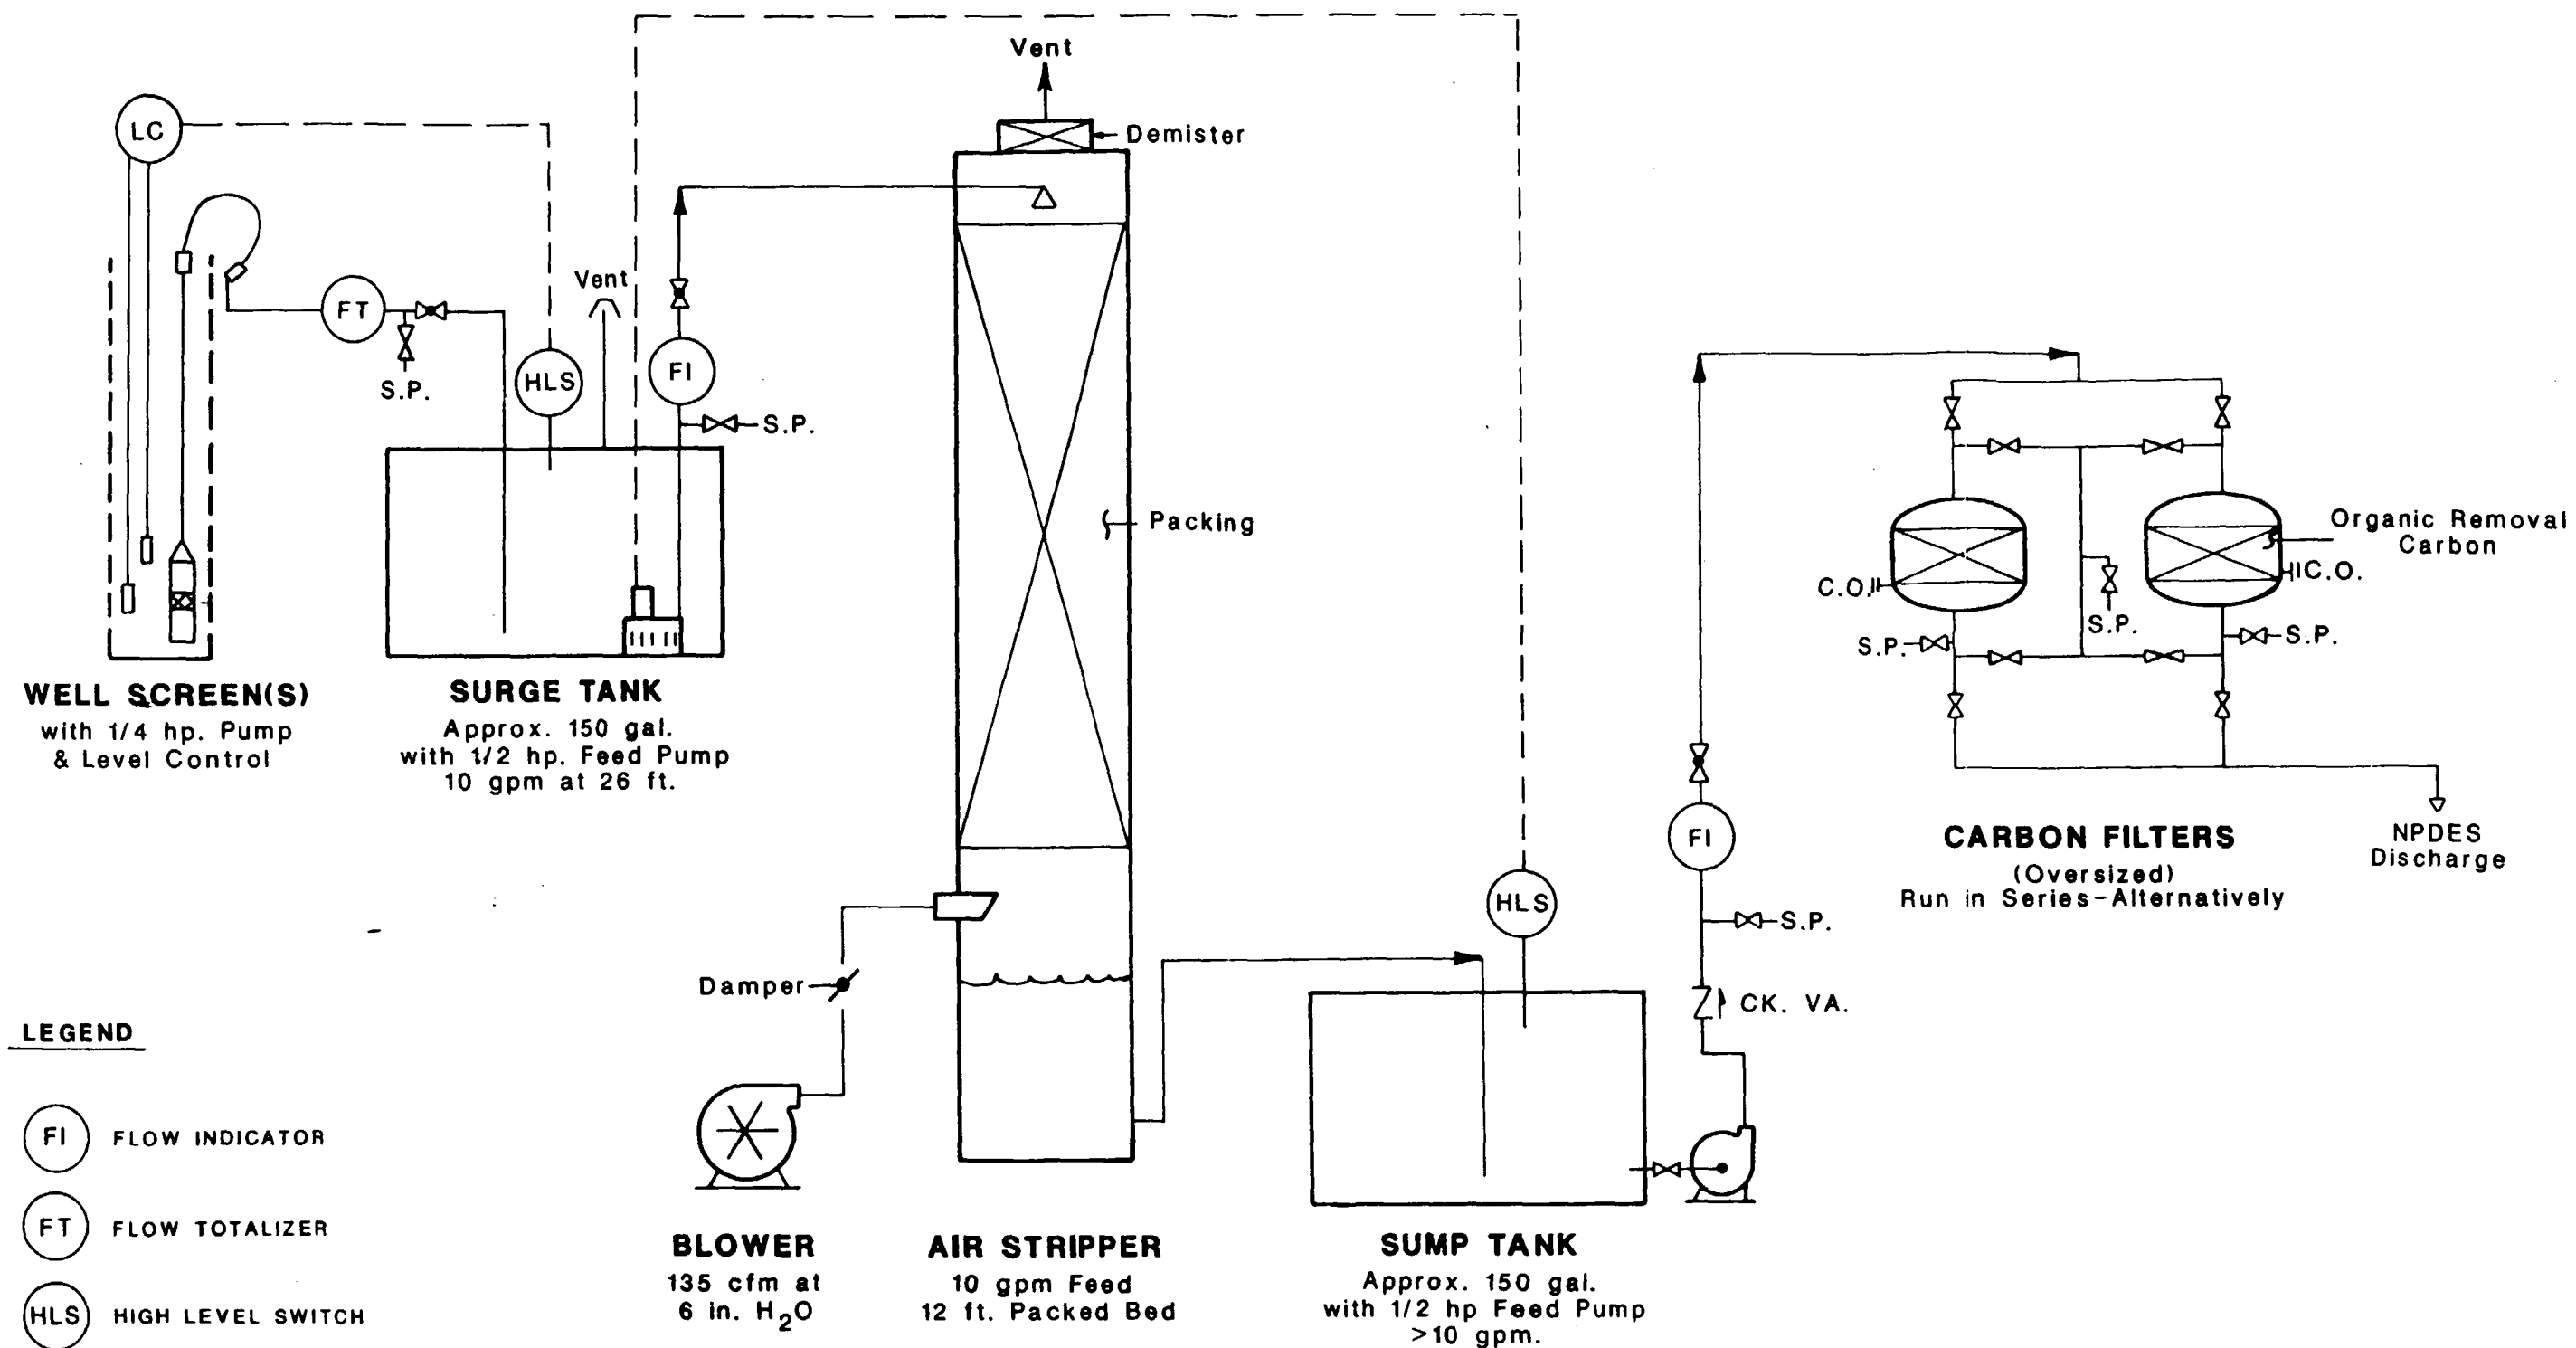 Vent
Demister
LC
Vent
FT
S.P.
HLS
FI
S.P.
Packing
Organic Removal
Carbon
C.O.
C.O.
S.P.
S.P.
S.P.
WELL SCREEN(S)
with 1/4 hp. Pump
& Level Control
SURGE TANK
Approx. 150 gal.
with 1/2 hp. Feed Pump
10 gpm at 26 ft.
FI
CARBON FILTERS
(Oversized)
Run in Series-Alternatively
NPDES
Discharge
HLS
S.P.
Damper
CK. VA.
LEGEND
FI FLOW INDICATOR
FT FLOW TOTALIZER
HLS HIGH LEVEL SWITCH
BLOWER
135 cfm at
6 in. H₂O
AIR STRIPPER
10 gpm Feed
12 ft. Packed Bed
SUMP TANK
Approx. 150 gal.
with 1/2 hp Feed Pump
>10 gpm.